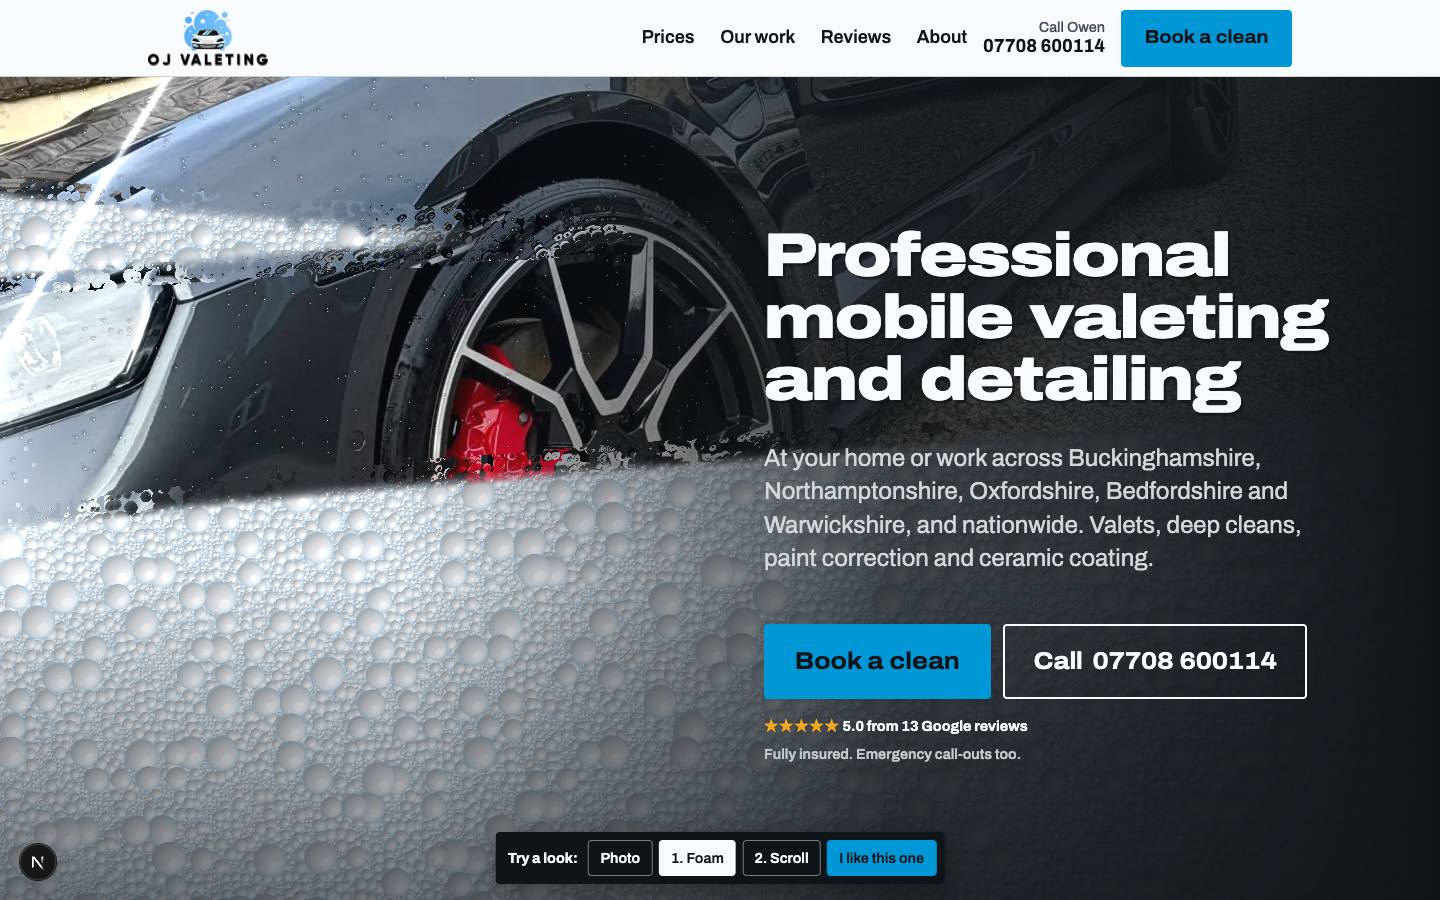 OJ VALETING
Prices
Our work
Reviews
About
Call Owen
07708 600114
Book a clean
Professional
mobile valeting
and detailing
At your home or work across Buckinghamshire,
Northamptonshire, Oxfordshire, Bedfordshire and
Warwickshire, and nationwide. Valets, deep cleans,
paint correction and ceramic coating.
Book a clean
Call 07708 600114
★★★★★ 5.0 from 13 Google reviews
Fully insured. Emergency call-outs too.
Try a look:
Photo
1. Foam
2. Scroll
I like this one
N